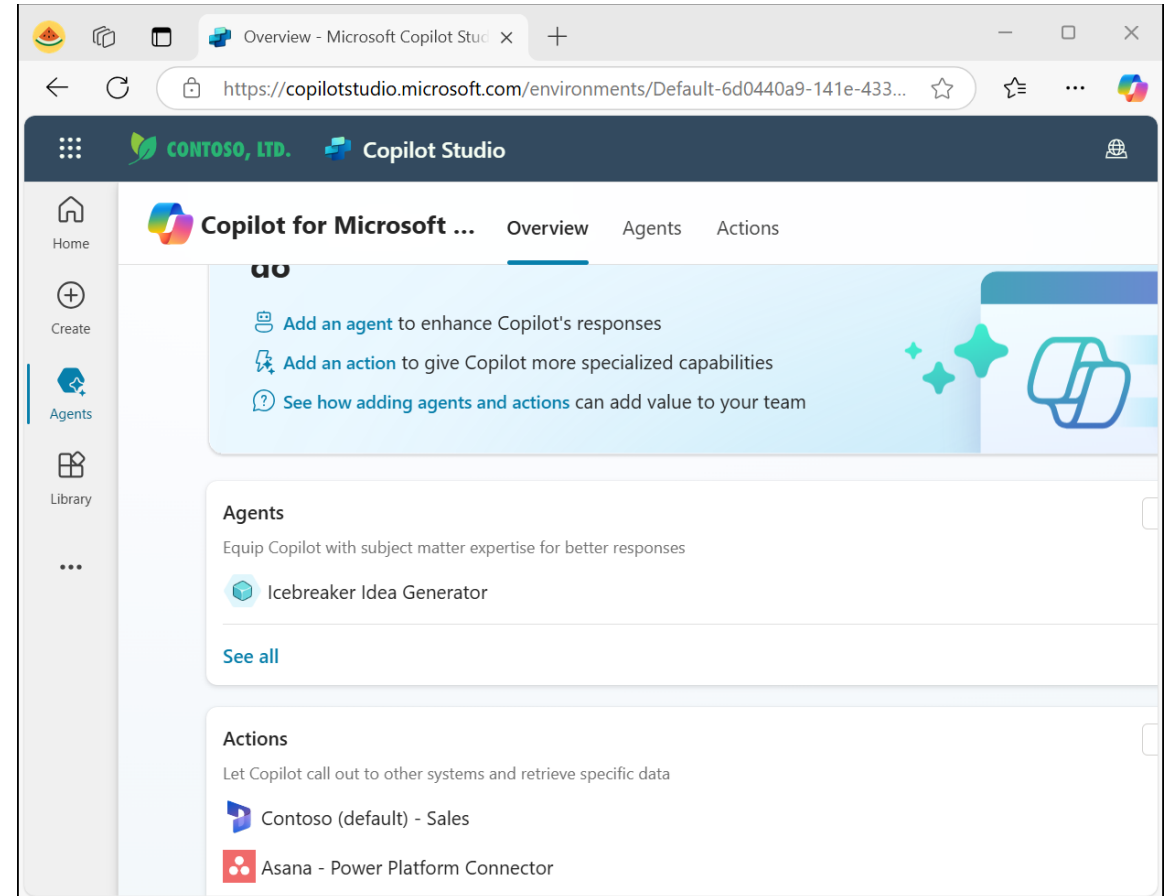 Overview - Microsoft Copilot Stud
https://copilotstudio.microsoft.com/environments/Default-6d0440a9-141e-433...
CONTOSO, LTD. Copilot Studio
Home
Create
Agents
Library
Copilot for Microsoft ... Overview Agents Actions
do
Add an agent to enhance Copilot's responses
Add an action to give Copilot more specialized capabilities
See how adding agents and actions can add value to your team
Agents
Equip Copilot with subject matter expertise for better responses
Icebreaker Idea Generator
See all
Actions
Let Copilot call out to other systems and retrieve specific data
Contoso (default) - Sales
Asana - Power Platform Connector